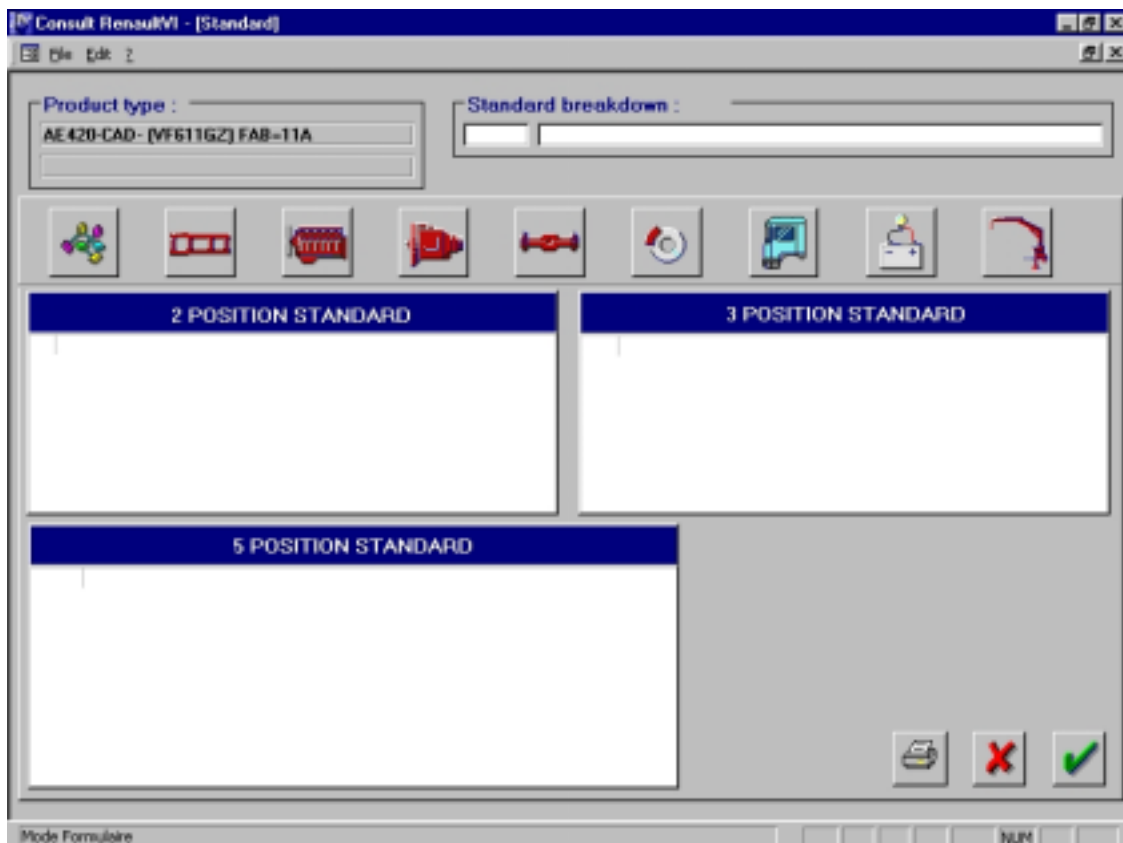 Consult RenaultVI - [Standard]
File Edit ?
Product type :
Standard breakdown :
AE420-CAD- (VF611GZ) FAB=11A
2 POSITION STANDARD
3 POSITION STANDARD
5 POSITION STANDARD
Mode Formulaire
NUM